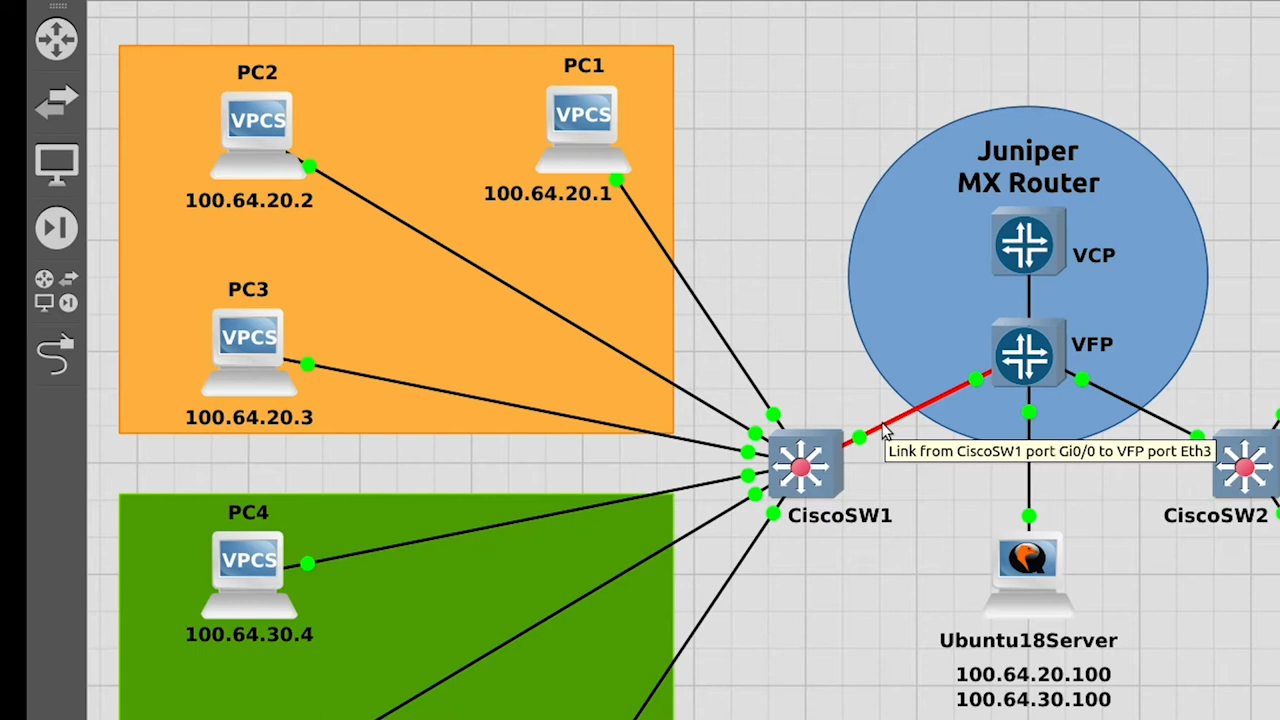 PC2
VPCS
100.64.20.2
PC1
VPCS
100.64.20.1
PC3
VPCS
100.64.20.3
PC4
VPCS
100.64.30.4
Juniper
MX Router
VCP
VFP
Link from CiscoSW1 port Gi0/0 to VFP port Eth3
CiscoSW1
CiscoSW2
Ubuntu18Server
100.64.20.100
100.64.30.100